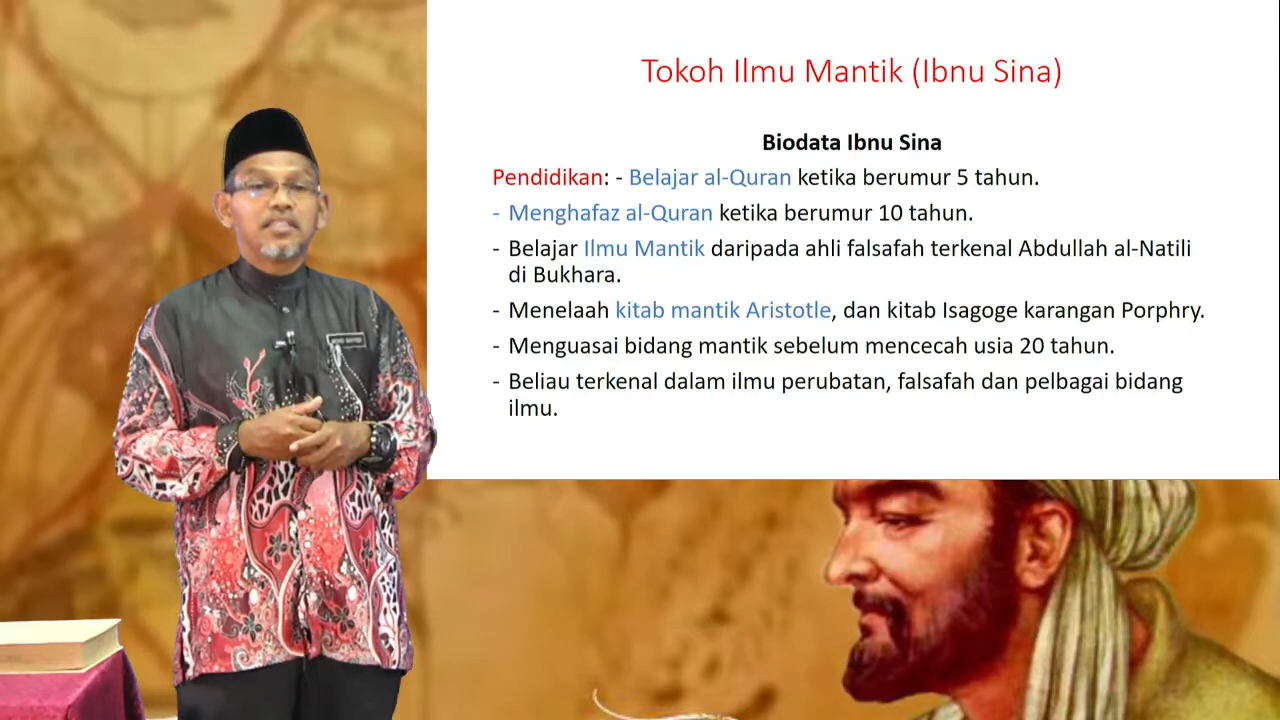 Tokoh Ilmu Mantik (Ibnu Sina)
Biodata Ibnu Sina
Pendidikan: - Belajar al-Quran ketika berumur 5 tahun.
- Menghafaz al-Quran ketika berumur 10 tahun.
- Belajar Ilmu Mantik daripada ahli falsafah terkenal Abdullah al-Natili
di Bukhara.
- Menelaah kitab mantik Aristotle, dan kitab Isagoge karangan Porphry.
- Menguasai bidang mantik sebelum mencecah usia 20 tahun.
- Beliau terkenal dalam ilmu perubatan, falsafah dan pelbagai bidang
ilmu.